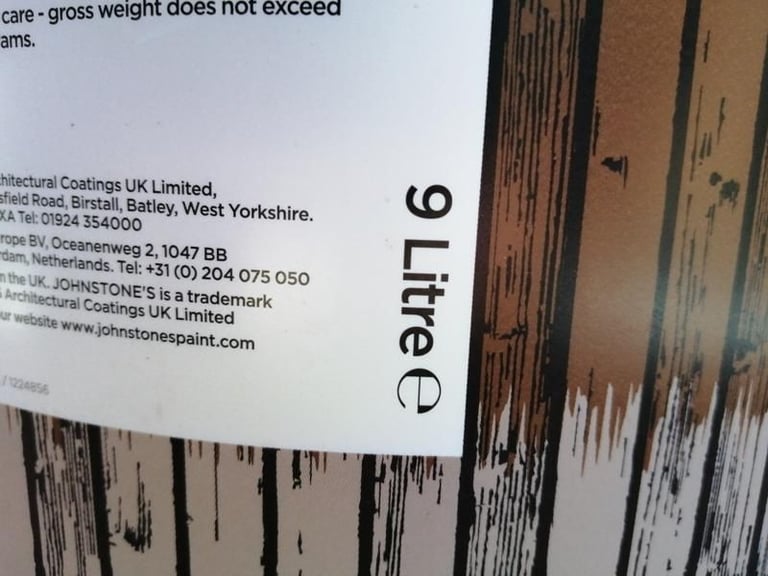 care - gross weight does not exceed
ams.
hitectural Coatings UK Limited,
sfield Road, Birstall, Batley, West Yorkshire.
XA Tel: 01924 354000
rope BV, Oceanenweg 2, 1047 BB
rdam, Netherlands. Tel: +31 (0) 204 075 050
n the UK. JOHNSTONE'S is a trademark
Architectural Coatings UK Limited
ur website www.johnstonespaint.com
/ 1224856
9 Litre ℮